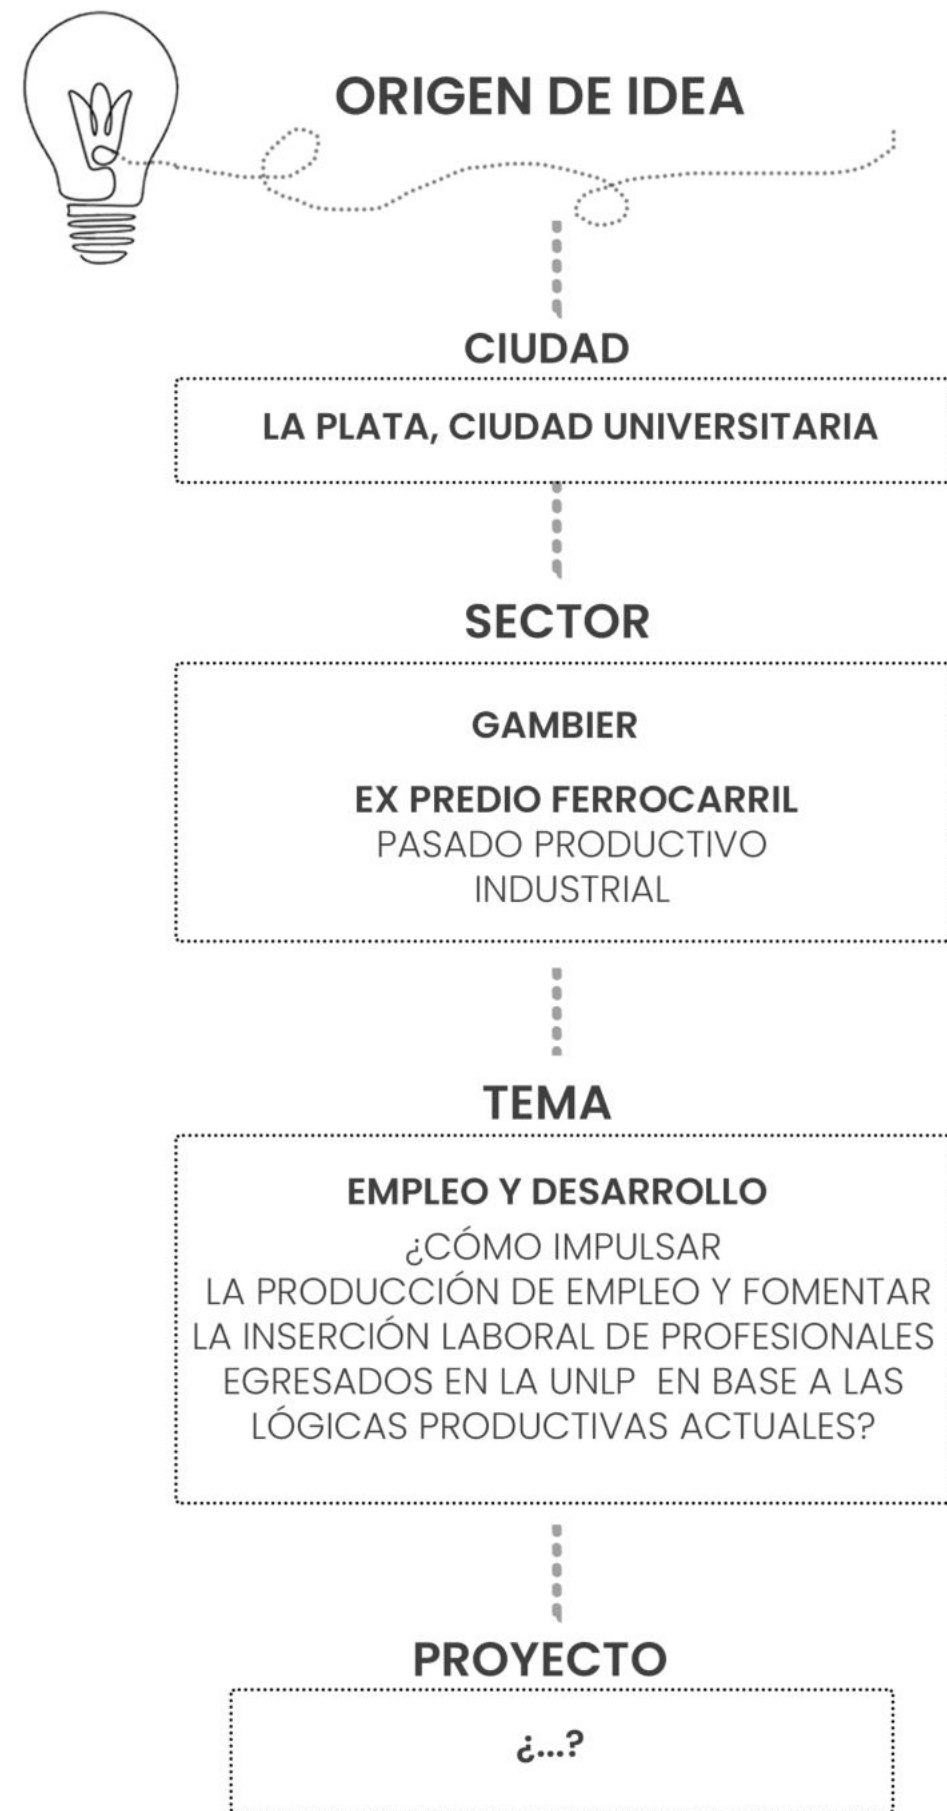 ORIGEN DE IDEA
CIUDAD
LA PLATA, CIUDAD UNIVERSITARIA
SECTOR
GAMBIER
EX PREDIO FERROCARRIL
PASADO PRODUCTIVO
INDUSTRIAL
TEMA
EMPLEO Y DESARROLLO
¿CÓMO IMPULSAR
LA PRODUCCIÓN DE EMPLEO Y FOMENTAR
LA INSERCIÓN LABORAL DE PROFESIONALES
EGRESADOS EN LA UNLP EN BASE A LAS
LÓGICAS PRODUCTIVAS ACTUALES?
PROYECTO
¿...?